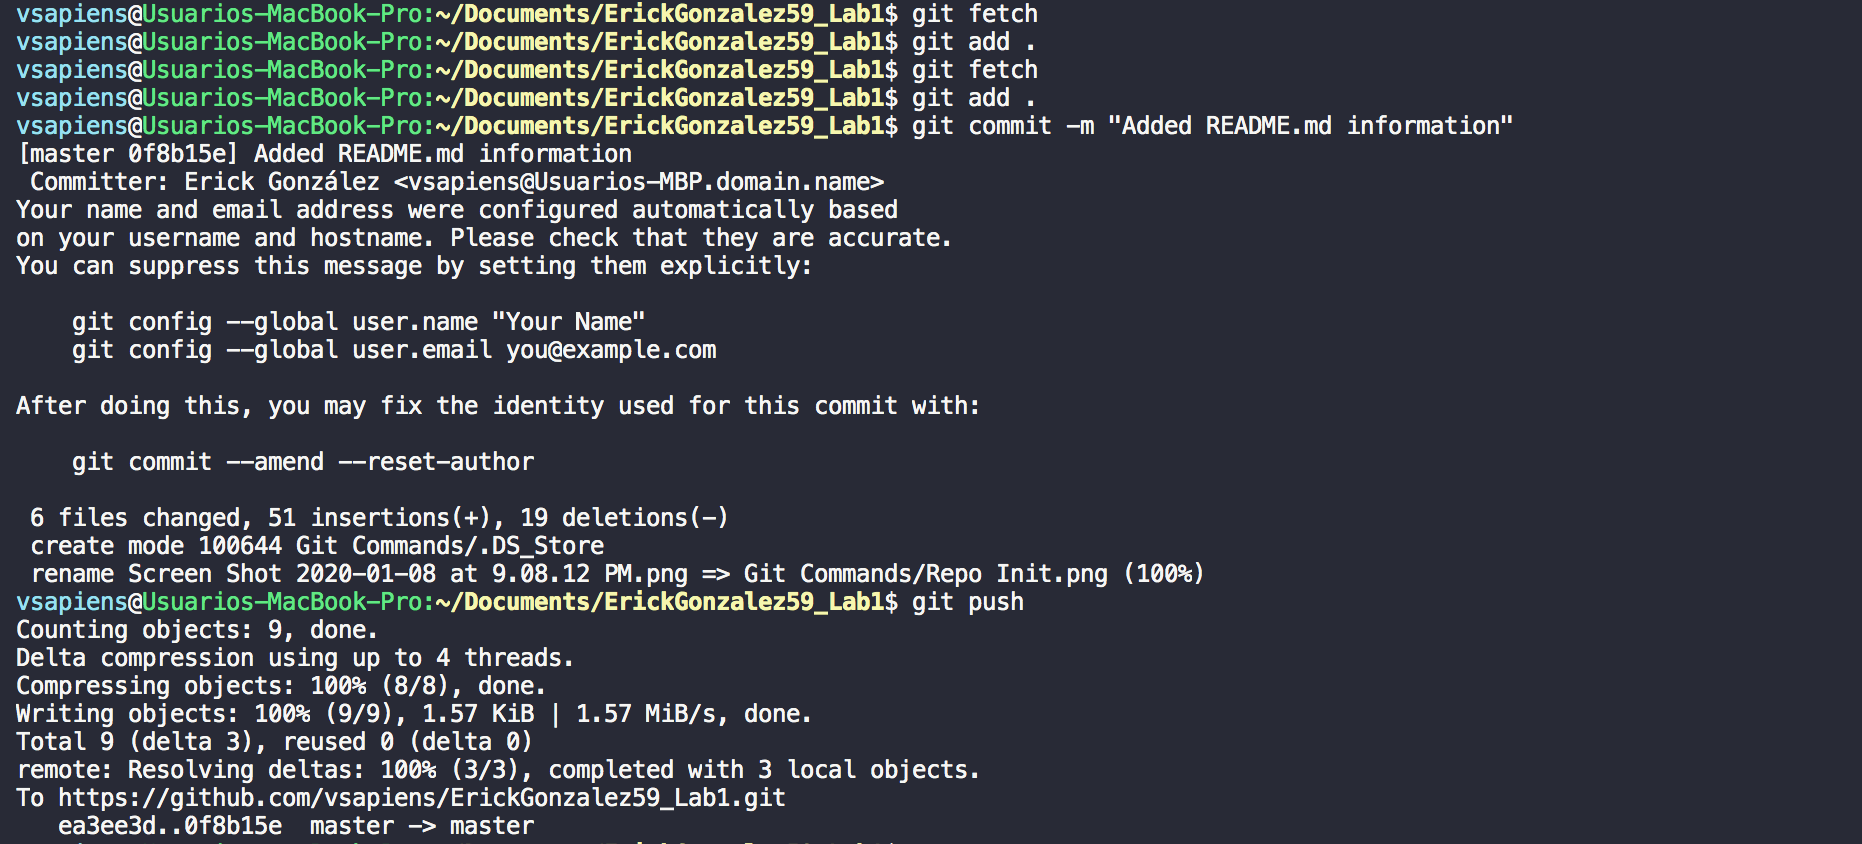 vsapiens@Usuarios-MacBook-Pro:~/Documents/ErickGonzalez59_Lab1$ git fetch
vsapiens@Usuarios-MacBook-Pro:~/Documents/ErickGonzalez59_Lab1$ git add .
vsapiens@Usuarios-MacBook-Pro:~/Documents/ErickGonzalez59_Lab1$ git fetch
vsapiens@Usuarios-MacBook-Pro:~/Documents/ErickGonzalez59_Lab1$ git add .
vsapiens@Usuarios-MacBook-Pro:~/Documents/ErickGonzalez59_Lab1$ git commit -m "Added README.md information"
[master 0f8b15e] Added README.md information
 Committer: Erick González <vsapiens@Usuarios-MBP.domain.name>
Your name and email address were configured automatically based
on your username and hostname. Please check that they are accurate.
You can suppress this message by setting them explicitly:

    git config --global user.name "Your Name"
    git config --global user.email you@example.com

After doing this, you may fix the identity used for this commit with:

    git commit --amend --reset-author

 6 files changed, 51 insertions(+), 19 deletions(-)
 create mode 100644 Git Commands/.DS_Store
 rename Screen Shot 2020-01-08 at 9.08.12 PM.png => Git Commands/Repo Init.png (100%)
vsapiens@Usuarios-MacBook-Pro:~/Documents/ErickGonzalez59_Lab1$ git push
Counting objects: 9, done.
Delta compression using up to 4 threads.
Compressing objects: 100% (8/8), done.
Writing objects: 100% (9/9), 1.57 KiB | 1.57 MiB/s, done.
Total 9 (delta 3), reused 0 (delta 0)
remote: Resolving deltas: 100% (3/3), completed with 3 local objects.
To https://github.com/vsapiens/ErickGonzalez59_Lab1.git
   ea3ee3d..0f8b15e  master -> master